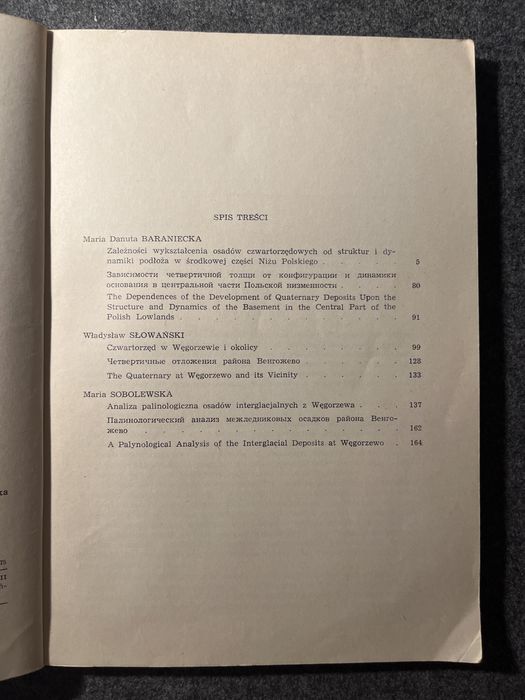 SPIS TREŚCI
Maria Danuta BARANIECKA
Zależności wykształcenia osadów czwartorzędowych od struktur i dy-
namiki podłoża w środkowej części Niżu Polskiego . . . . . 5
Зависимости четвертичной толщи от конфигурации и динамики
основания в центральной части Польской низменности . . . . 80
The Dependences of the Development of Quaternary Deposits Upon the
Structure and Dynamics of the Basement in the Central Part of the
Polish Lowlands . . . . . . . . . . . . 91
Władysław SŁOWAŃSKI
Czwartorzęd w Węgorzewie i okolicy . . . . . . . . 99
Четвертичные отложения района Венгожево . . . . . . 128
The Quaternary at Węgorzewo and its Vicinity . . . . . . 133
Maria SOBOLEWSKA
Analiza palinologiczna osadów interglacjalnych z Węgorzewa . . . 137
Палинологический анализ межледниковых осадков района Венго-
жево . . . . . . . . . . . . . . 162
A Palynological Analysis of the Interglacial Deposits at Węgorzewo . 164